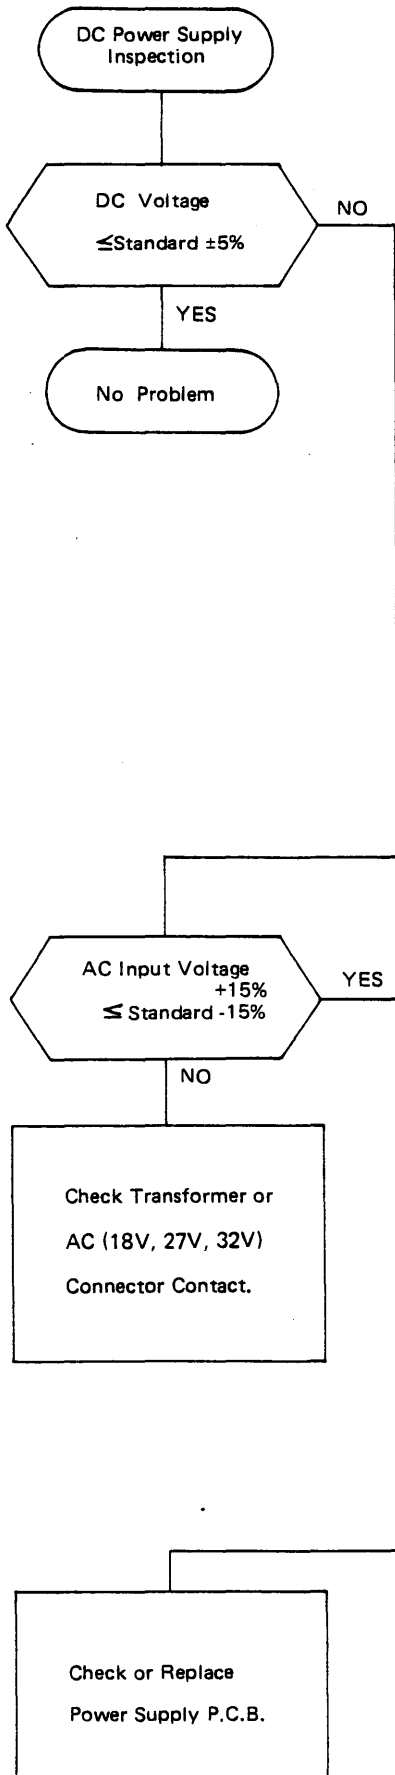 DC Power Supply
Inspection
DC Voltage
≦Standard ±5%
NO
YES
No Problem
AC Input Voltage
+15%
≦ Standard -15%
YES
NO
Check Transformer or
AC (18V, 27V, 32V)
Connector Contact.
Check or Replace
Power Supply P.C.B.